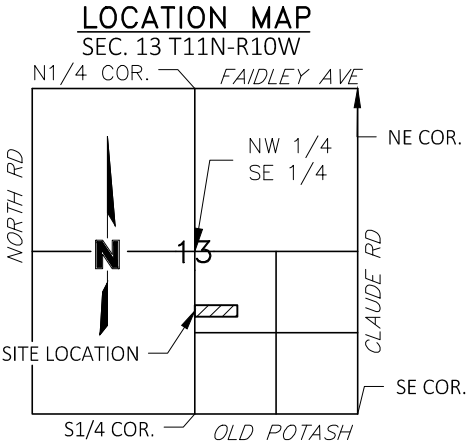 LOCATION MAP
SEC. 13 T11N-R10W
N1/4 COR.
FAIDLEY AVE
NE COR.
NW 1/4
SE 1/4
NORTH RD
N
13
CLAUDE RD
SITE LOCATION
SE COR.
S1/4 COR.
OLD POTASH